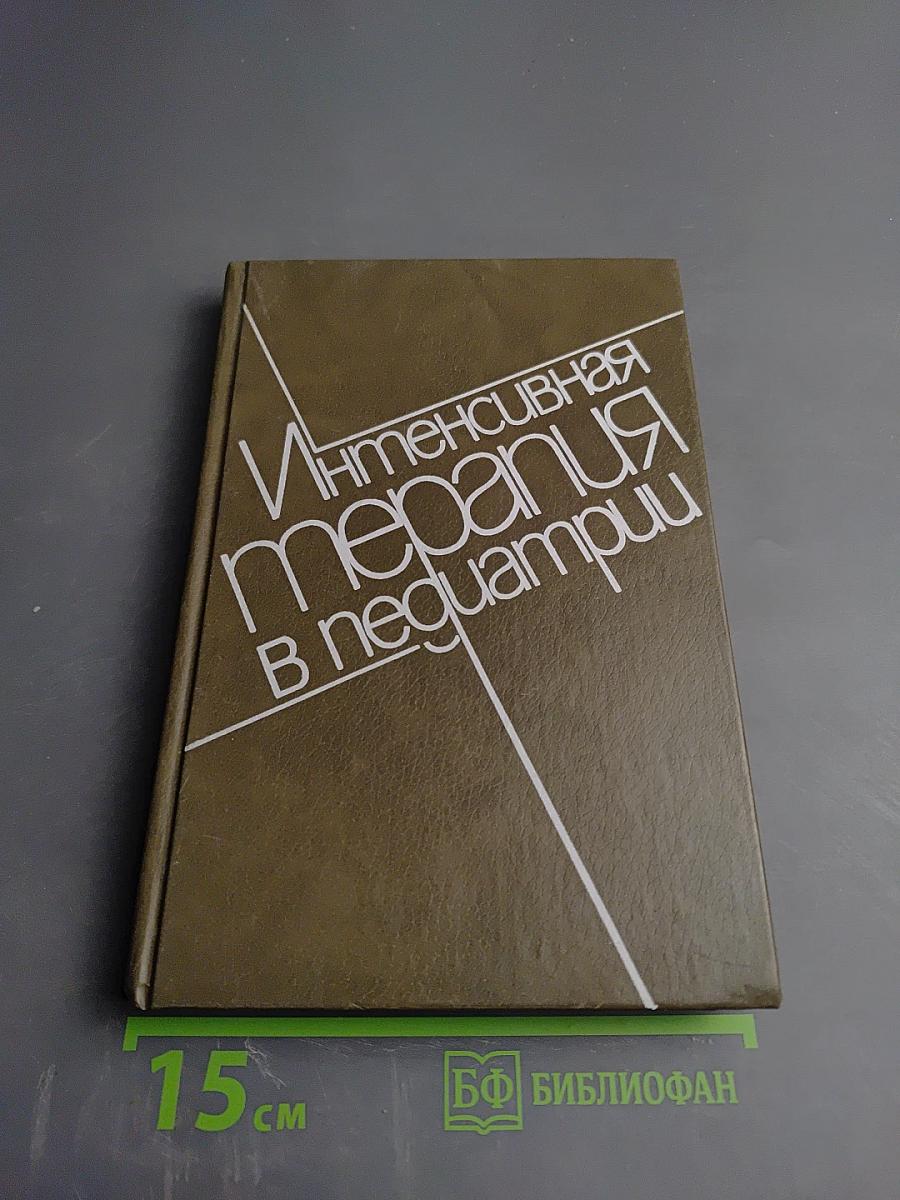 Интенсивная
терапия
в педиатрии
15 см
БФ БИБЛИОФАН